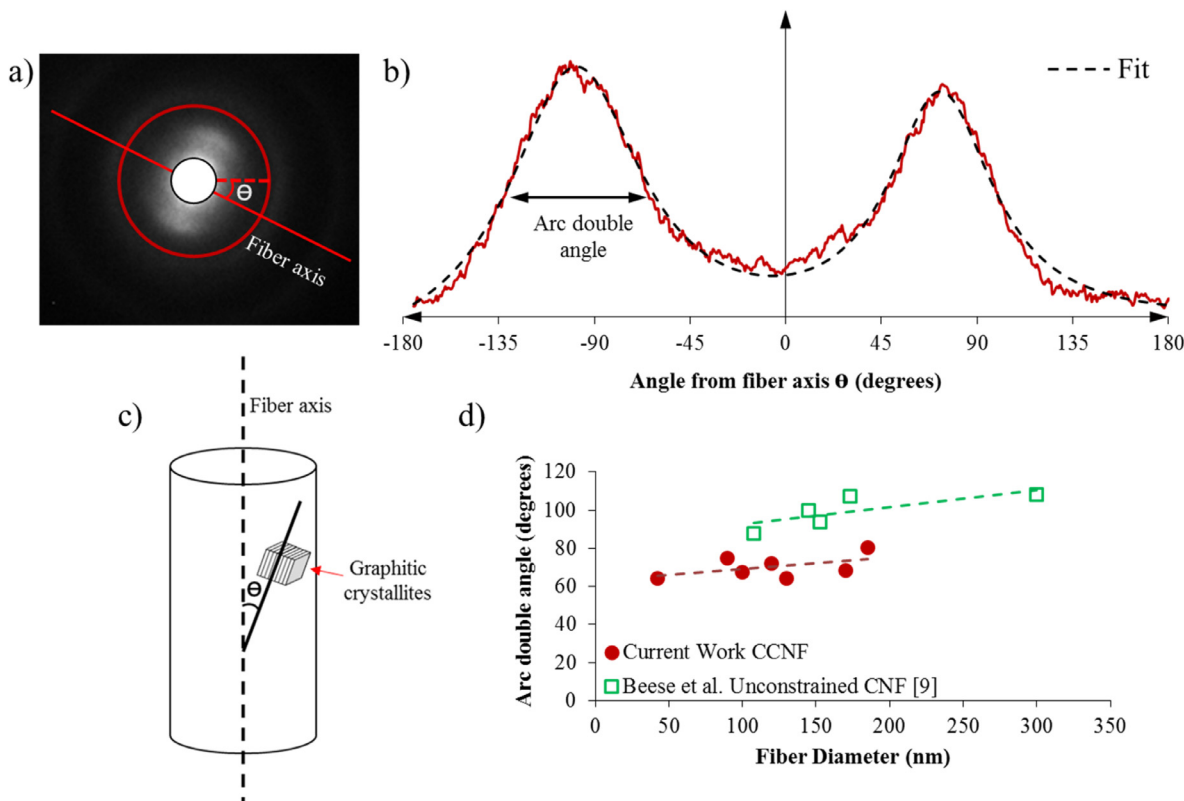 a)
ϴ
Fiber axis
b)
Fit
Arc double
angle
-180 -135 -90 -45 0 45 90 135 180
Angle from fiber axis ϴ (degrees)
c)
Fiber axis
ϴ
Graphitic
crystallites
d)
Arc double angle (degrees)
120
100
80
60
40
20
0
Current Work CCNF
Beese et al. Unconstrained CNF [9]
0 50 100 150 200 250 300 350
Fiber Diameter (nm)